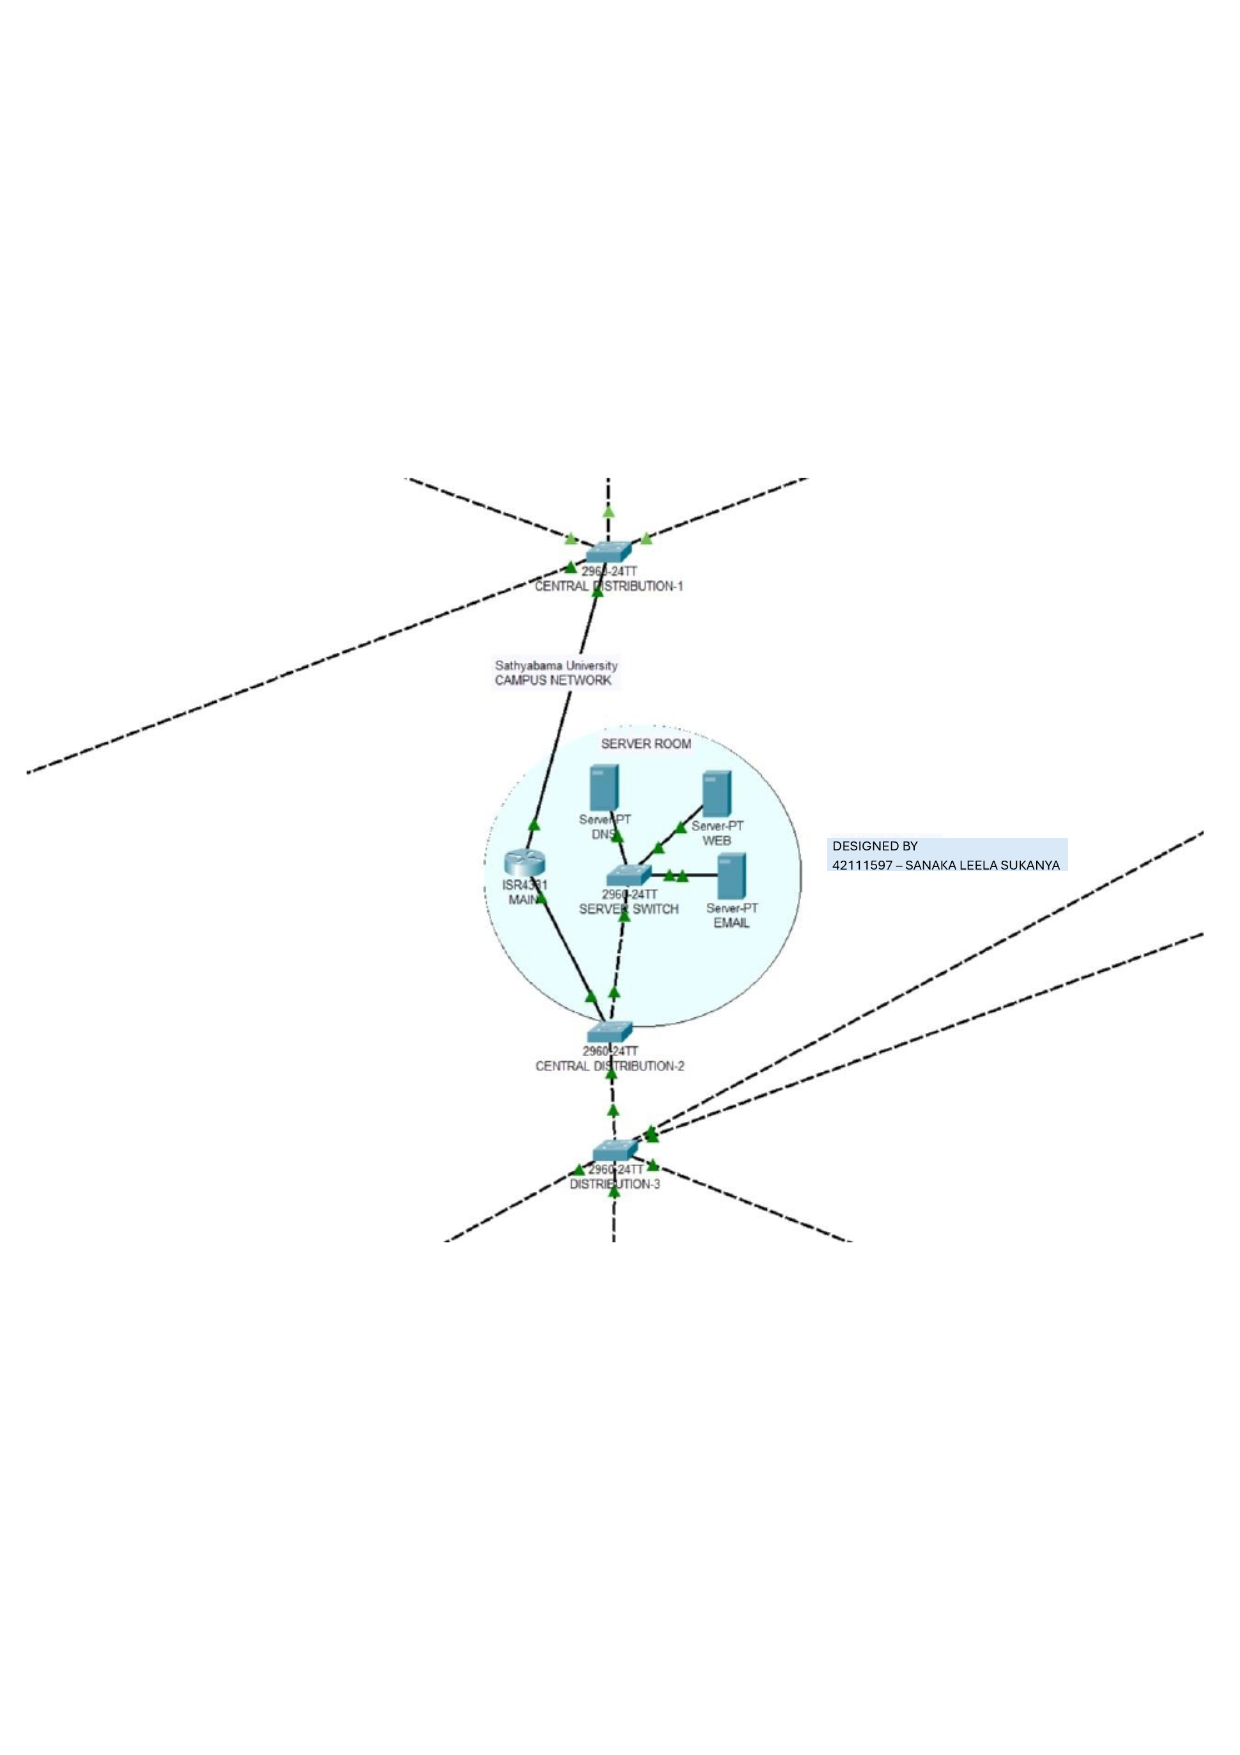 2960-24TT
CENTRAL DISTRIBUTION-1
Sathyabama University
CAMPUS NETWORK
SERVER ROOM
Server-PT
DNS
Server-PT
WEB
ISR4331
MAIN
2960-24TT
SERVER SWITCH
Server-PT
EMAIL
DESIGNED BY
42111597 – SANAKA LEELA SUKANYA
2960-24TT
CENTRAL DISTRIBUTION-2
2960-24TT
DISTRIBUTION-3